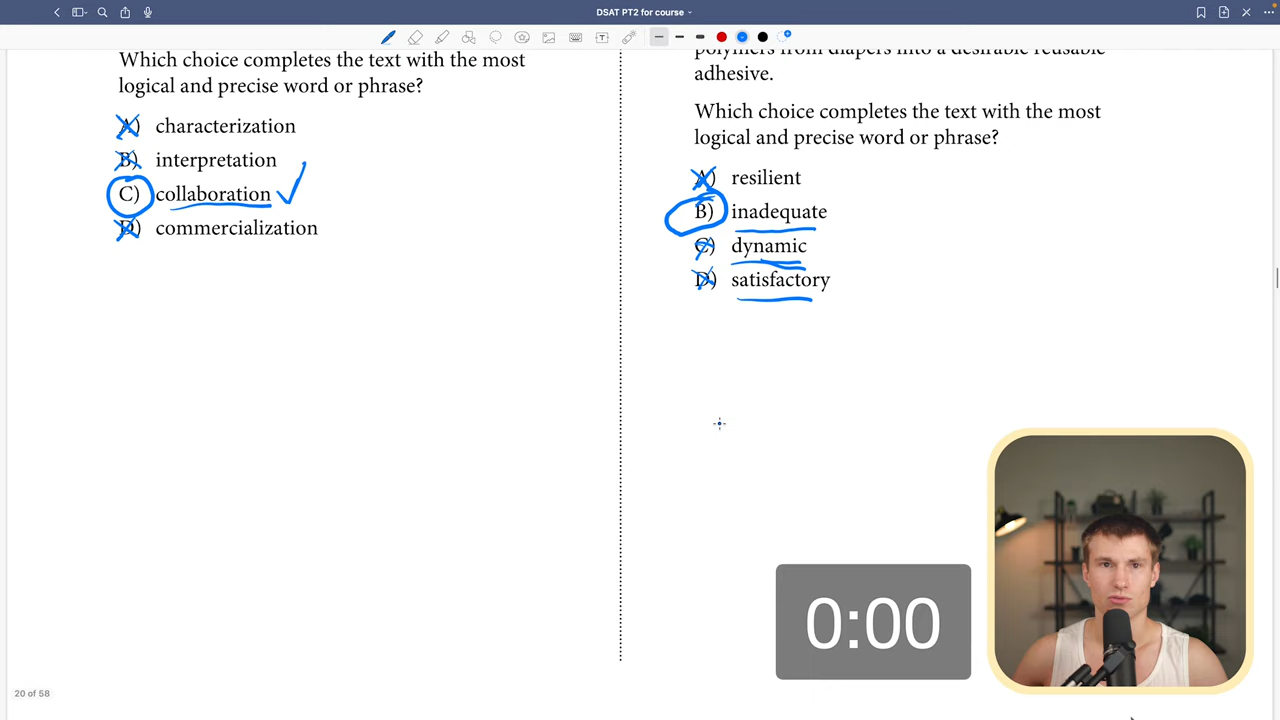 DSAT PT2 for course
Which choice completes the text with the most
logical and precise word or phrase?
A) characterization
B) interpretation
C) collaboration
D) commercialization
polymers from diapers into a desirable reusable
adhesive.
Which choice completes the text with the most
logical and precise word or phrase?
A) resilient
B) inadequate
C) dynamic
D) satisfactory
0:00
20 of 58